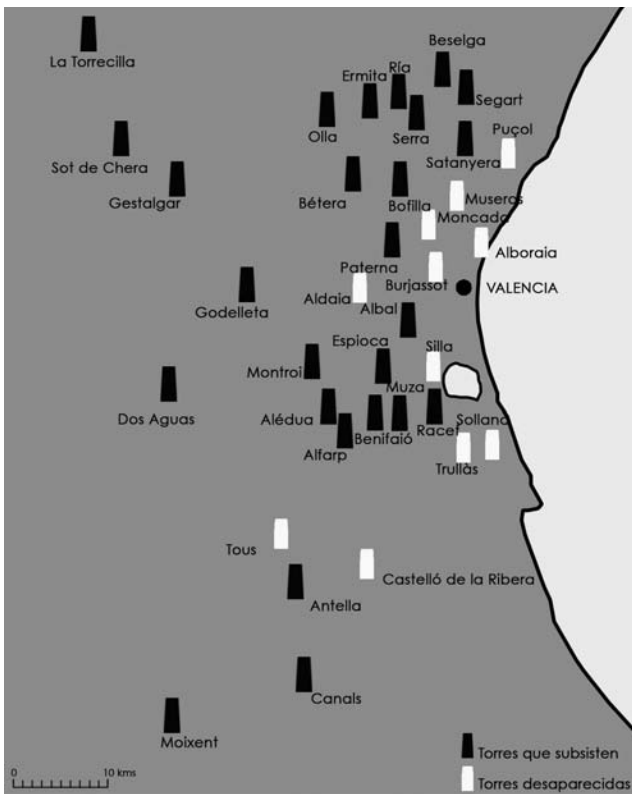 Beselga
La Torrecilla
Ría
Ermita
Segart
Puçol
Olla
Serra
Satanyera
Sot de Chera
Gestalgar
Bétera
Bofilla
Museros
Moncada
Alboraia
Paterna
Burjassot
VALENCIA
Aldaia
Albal
Godelleta
Espioca
Silla
Montroi
Muza
Dos Aguas
Alédua
Benifaió
Racef
Sollana
Alfarp
Trullàs
Tous
Castelló de la Ribera
Antella
Canals
Moixent
Torres que subsisten
0 10 kms
Torres desaparecidas